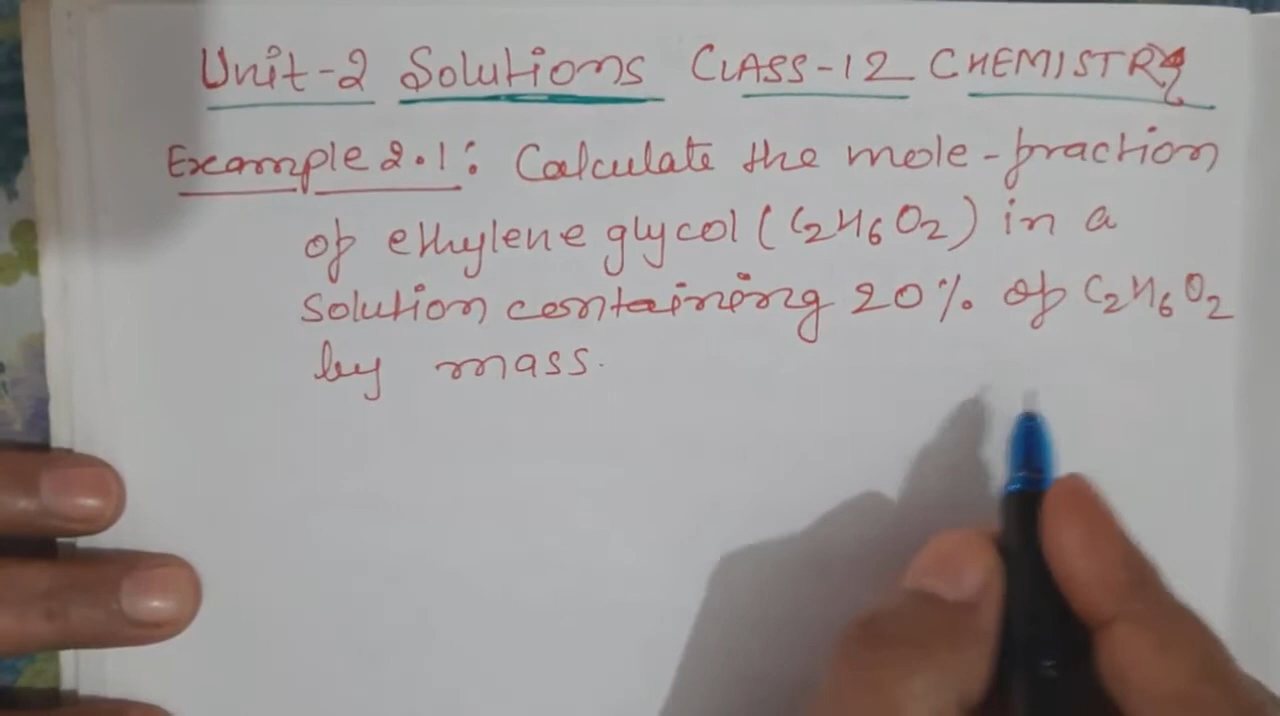 Unit-2 Solutions CLASS-12 CHEMISTRY
Example 2.1: Calculate the mole-fraction
of ethylene glycol (C2H6O2) in a
solution containing 20% of C2H6O2
by mass.